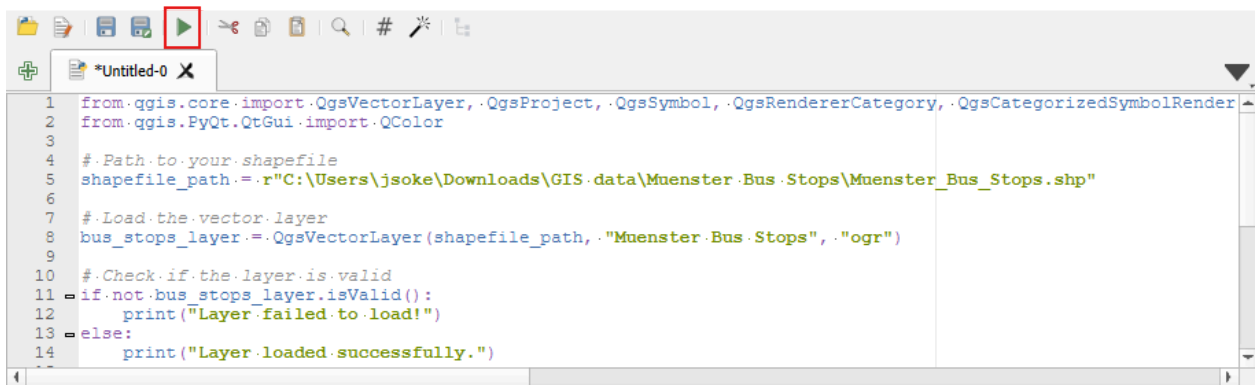 *Untitled-0
1 from qgis.core import QgsVectorLayer, QgsProject, QgsSymbol, QgsRendererCategory, QgsCategorizedSymbolRender
2 from qgis.PyQt.QtGui import QColor
3
4 # Path to your shapefile
5 shapefile_path = r"C:\Users\jsoke\Downloads\GIS data\Muenster Bus Stops\Muenster_Bus_Stops.shp"
6
7 # Load the vector layer
8 bus_stops_layer = QgsVectorLayer(shapefile_path, "Muenster Bus Stops", "ogr")
9
10 # Check if the layer is valid
11 if not bus_stops_layer.isValid():
12     print("Layer failed to load!")
13 else:
14     print("Layer loaded successfully.")